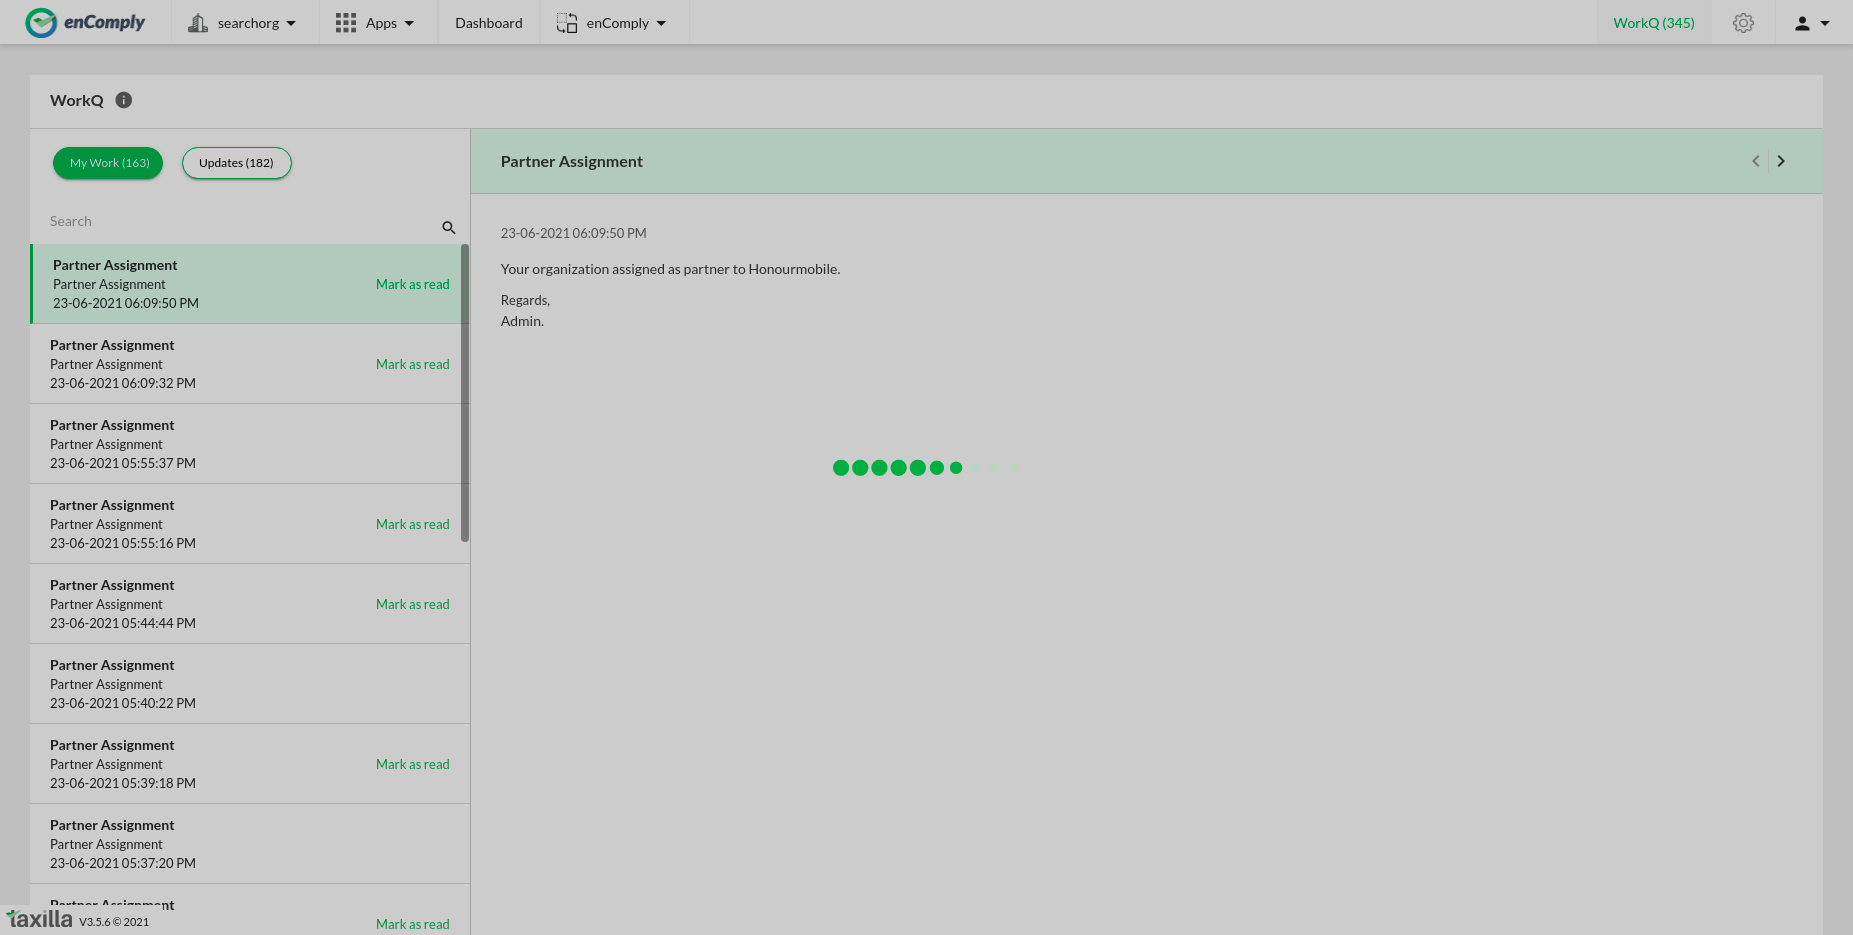 enComply
searchorg
Apps
Dashboard
enComply
WorkQ (345)
WorkQ
My Work (163)
Updates (182)
Search
Partner Assignment
Partner Assignment
Mark as read
23-06-2021 06:09:50 PM
Partner Assignment
Partner Assignment
Mark as read
23-06-2021 06:09:32 PM
Partner Assignment
Partner Assignment
23-06-2021 05:55:37 PM
Partner Assignment
Partner Assignment
Mark as read
23-06-2021 05:55:16 PM
Partner Assignment
Partner Assignment
Mark as read
23-06-2021 05:44:44 PM
Partner Assignment
Partner Assignment
23-06-2021 05:40:22 PM
Partner Assignment
Partner Assignment
Mark as read
23-06-2021 05:39:18 PM
Partner Assignment
Partner Assignment
23-06-2021 05:37:20 PM
Partner Assignment
Mark as read
taxilla V3.5.6 © 2021
Partner Assignment
23-06-2021 06:09:50 PM
Your organization assigned as partner to Honourmobile.
Regards,
Admin.